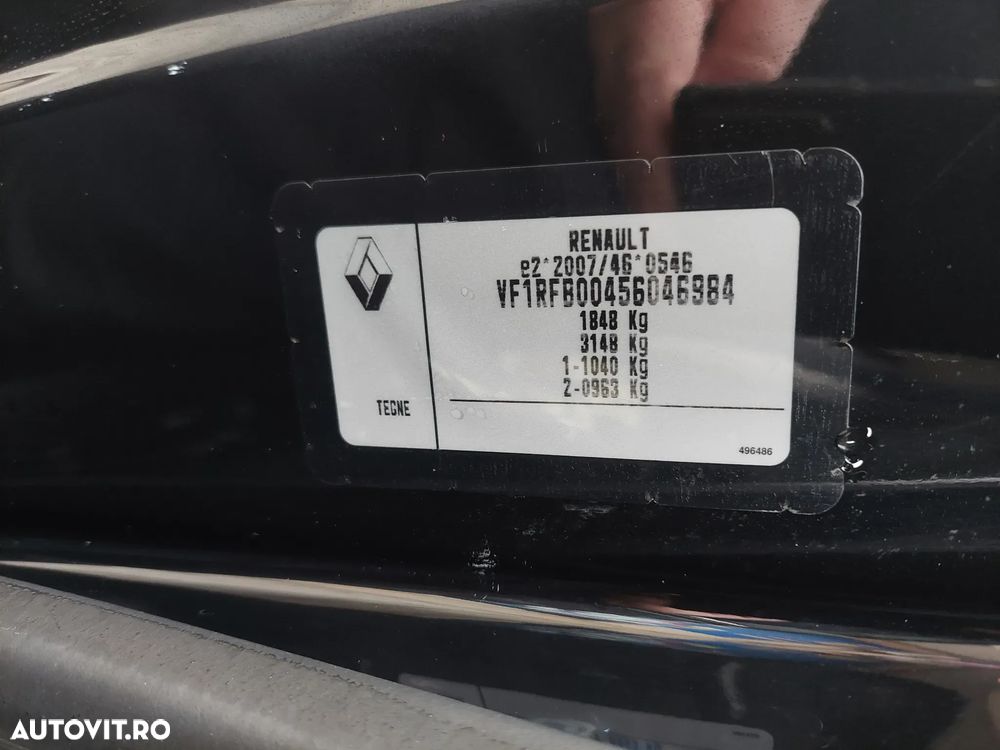 RENAULT
e2*2007/46*0546
VF1RFB00456046984
1848 Kg
3148 Kg
1-1040 Kg
2-0963 Kg
TEGNE
496486
AUTOVIT.RO